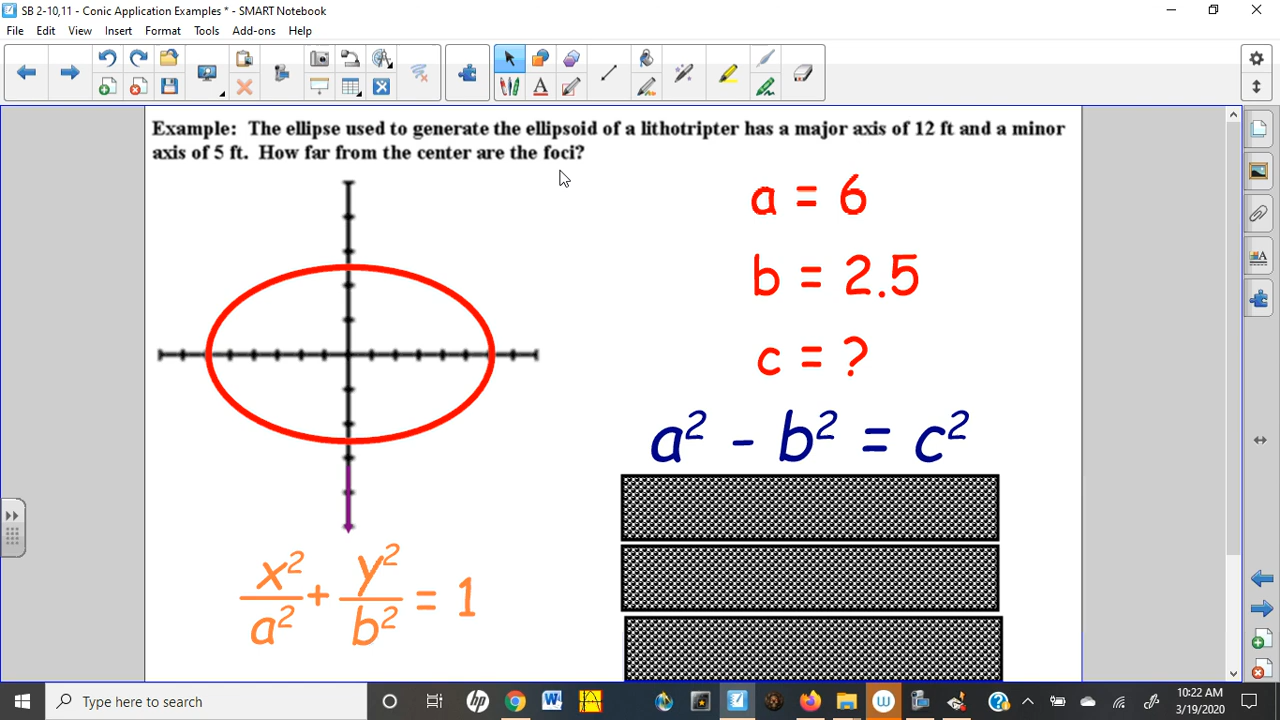 SB 2-10,11 - Conic Application Examples * - SMART Notebook
File Edit View Insert Format Tools Add-ons Help
Example: The ellipse used to generate the ellipsoid of a lithotripter has a major axis of 12 ft and a minor
axis of 5 ft. How far from the center are the foci?
a = 6
b = 2.5
c = ?
a² - b² = c²
x²/a² + y²/b² = 1
Type here to search
10:22 AM
3/19/2020